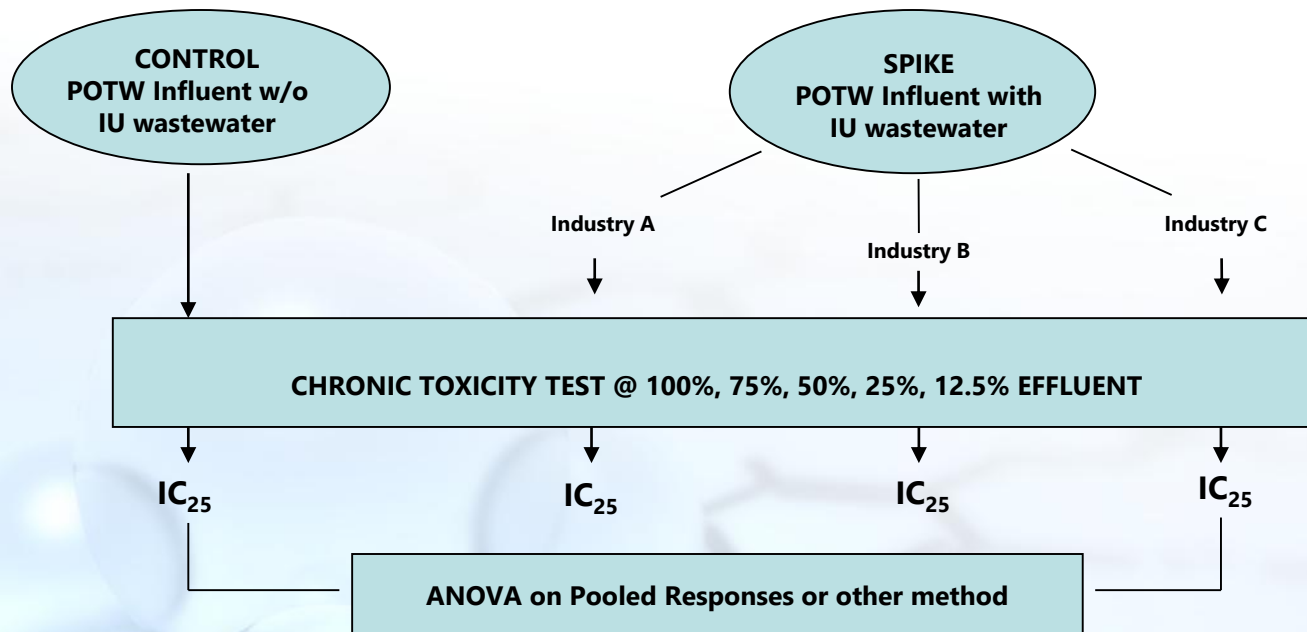 CONTROL
POTW Influent w/o
IU wastewater
SPIKE
POTW Influent with
IU wastewater
Industry A
Industry B
Industry C
CHRONIC TOXICITY TEST @ 100%, 75%, 50%, 25%, 12.5% EFFLUENT
IC25
IC25
IC25
IC25
ANOVA on Pooled Responses or other method